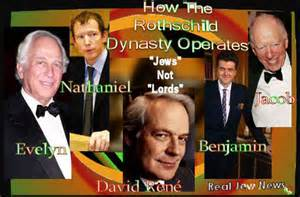 How The
Rothschild
Dynasty Operates
"Jews"
Not
"Lords"
Nathaniel
Jacob
Evelyn
Benjamin
David René
Real Jew News